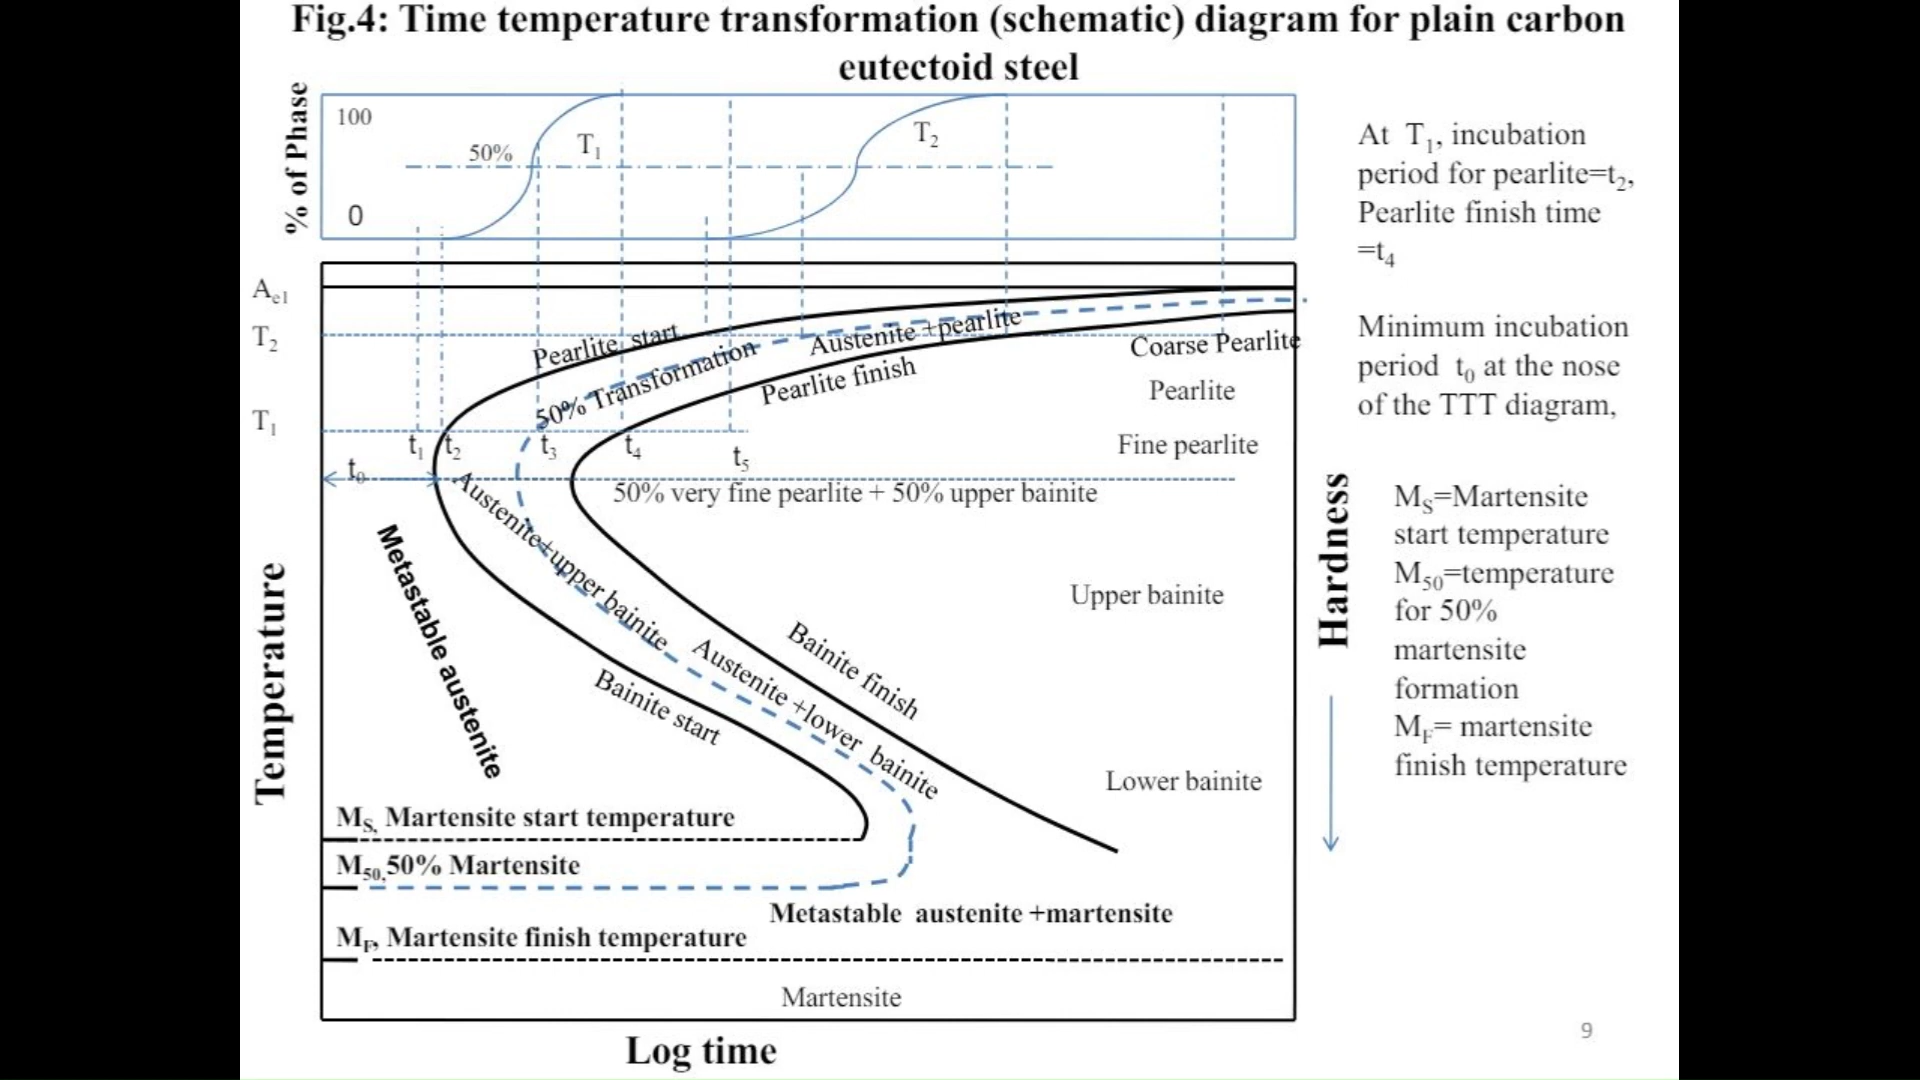 Fig.4: Time temperature transformation (schematic) diagram for plain carbon
eutectoid steel
% of Phase
100
50%
0
T1
T2
Ae1
T2
T1
t0
t1
t2
t3
t4
t5
Pearlite start
50% Transformation
Austenite +pearlite
Pearlite finish
Coarse Pearlite
Pearlite
Fine pearlite
50% very fine pearlite + 50% upper bainite
Austenite+upper bainite
Metastable austenite
Upper bainite
Bainite finish
Austenite +lower bainite
Bainite start
Lower bainite
MS, Martensite start temperature
M50,50% Martensite
Metastable austenite +martensite
MF, Martensite finish temperature
Martensite
Temperature
Log time
Hardness
At T1, incubation
period for pearlite=t2,
Pearlite finish time
=t4
Minimum incubation
period t0 at the nose
of the TTT diagram,
MS=Martensite
start temperature
M50=temperature
for 50%
martensite
formation
MF= martensite
finish temperature
9